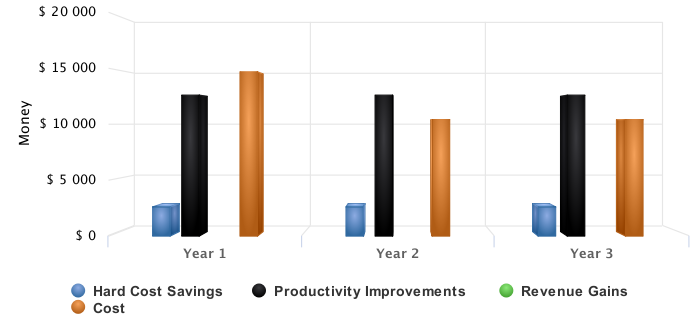 $ 20 000
$ 15 000
$ 10 000
$ 5 000
$ 0
Money
Year 1
Year 2
Year 3
Hard Cost Savings
Productivity Improvements
Revenue Gains
Cost